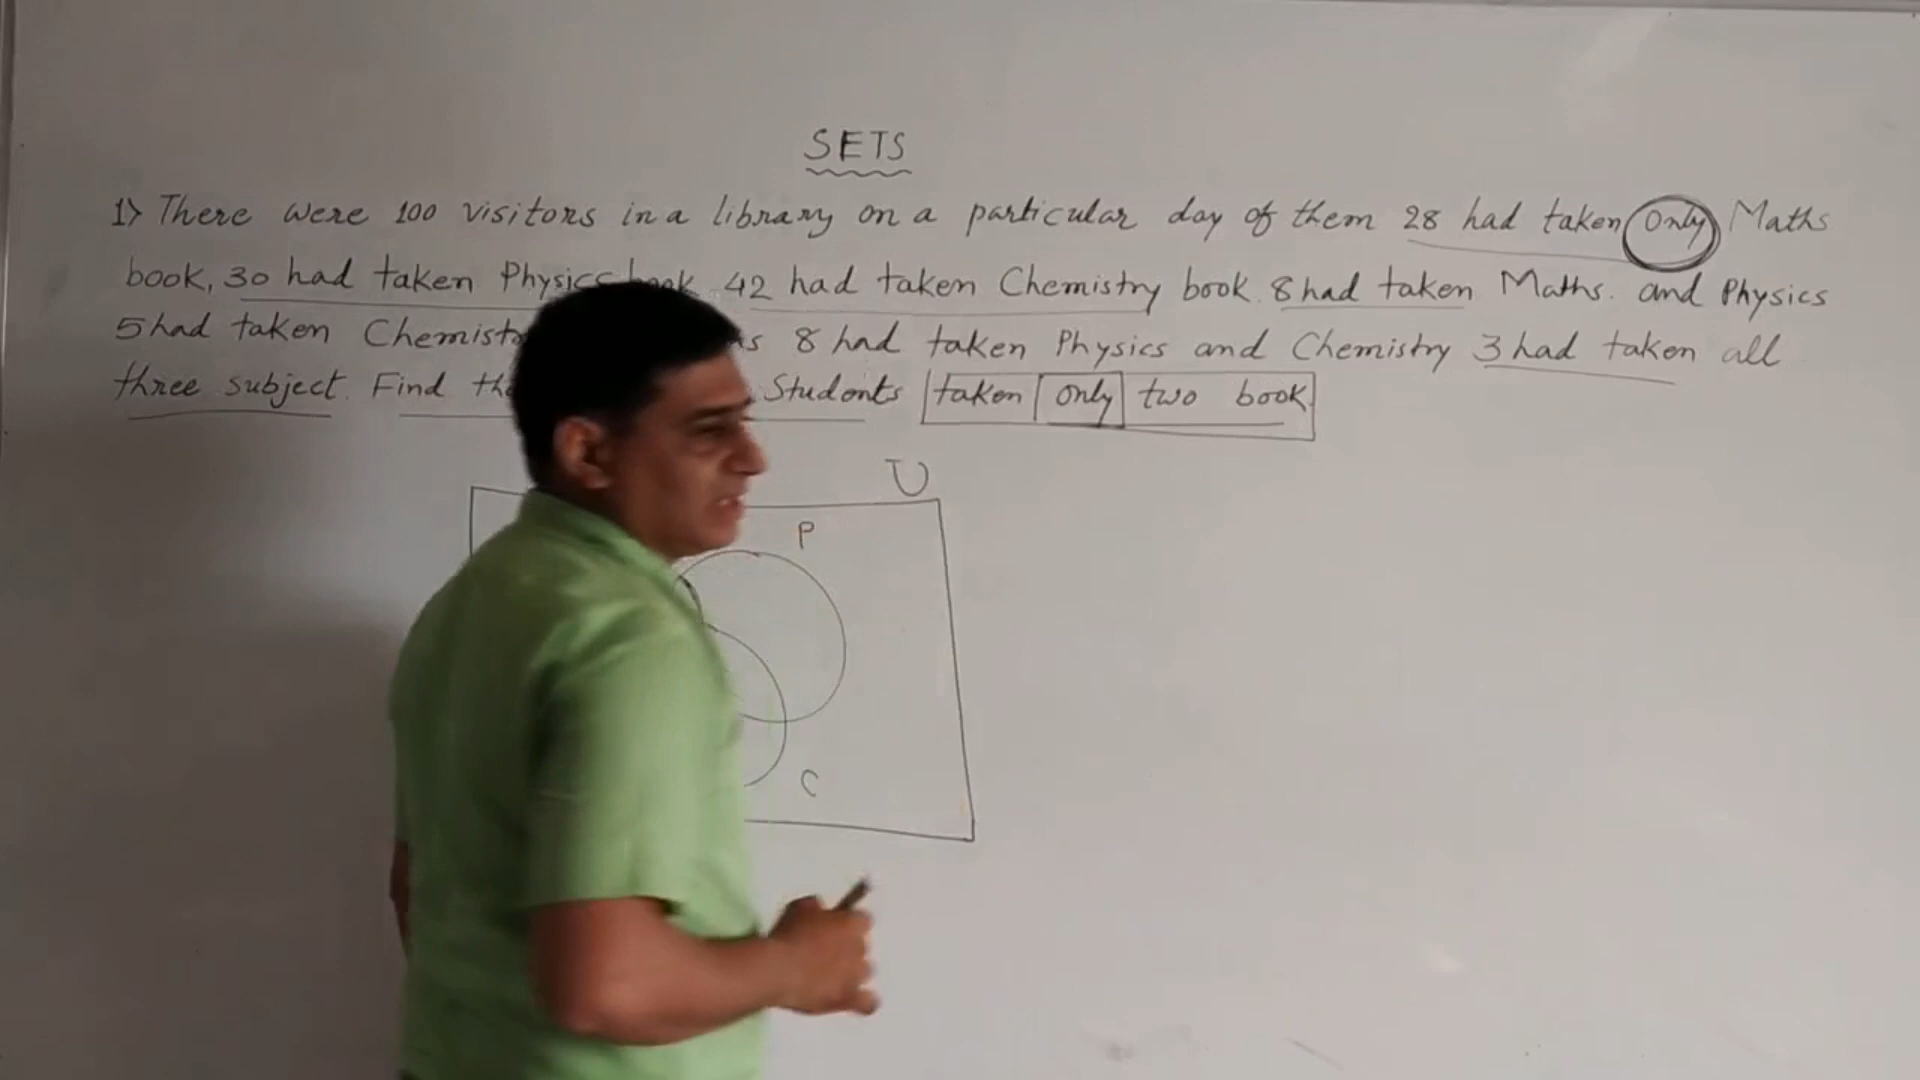 SETS
1) There were 100 visitors in a library on a particular day of them 28 had taken only Maths
book, 30 had taken Physics book 42 had taken Chemistry book 8 had taken Maths. and Physics
5 had taken 8 had taken Physics and Chemistry 3 had taken all
three subject. Find Students taken only two book.
U
P
C